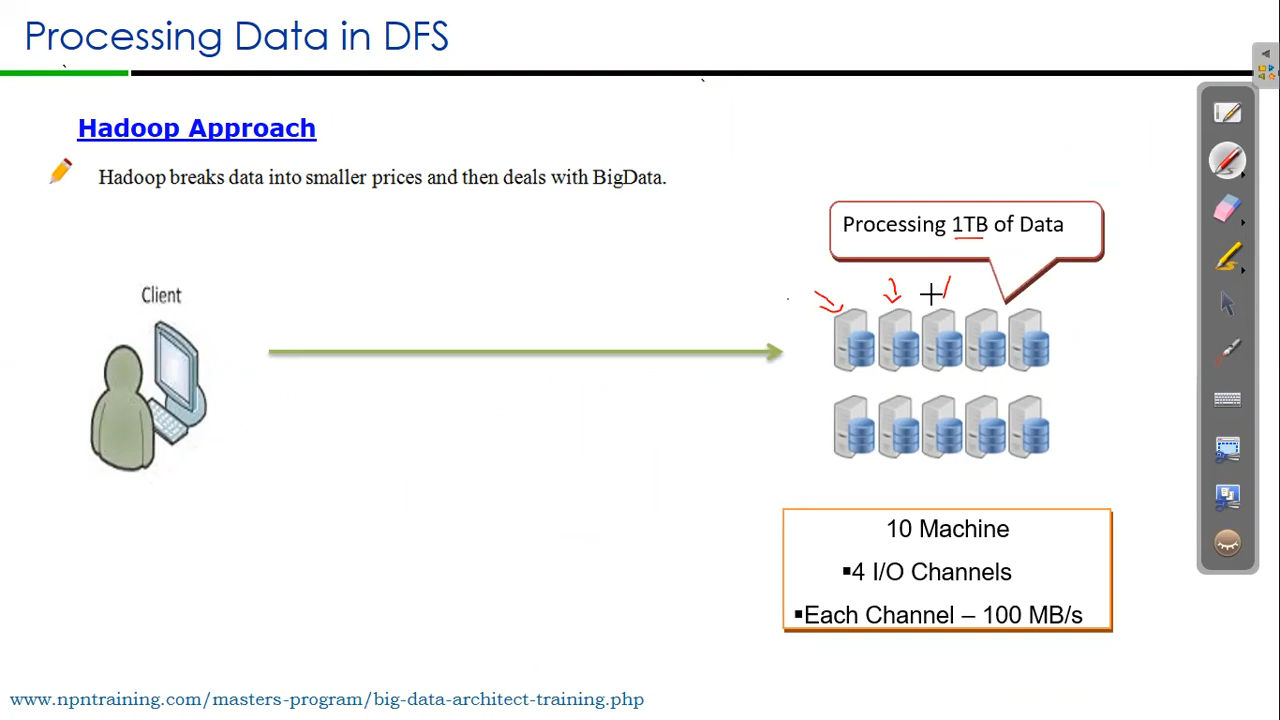 Processing Data in DFS
Hadoop Approach
Hadoop breaks data into smaller prices and then deals with BigData.
Processing 1TB of Data
Client
10 Machine
▪4 I/O Channels
▪Each Channel – 100 MB/s
www.npntraining.com/masters-program/big-data-architect-training.php